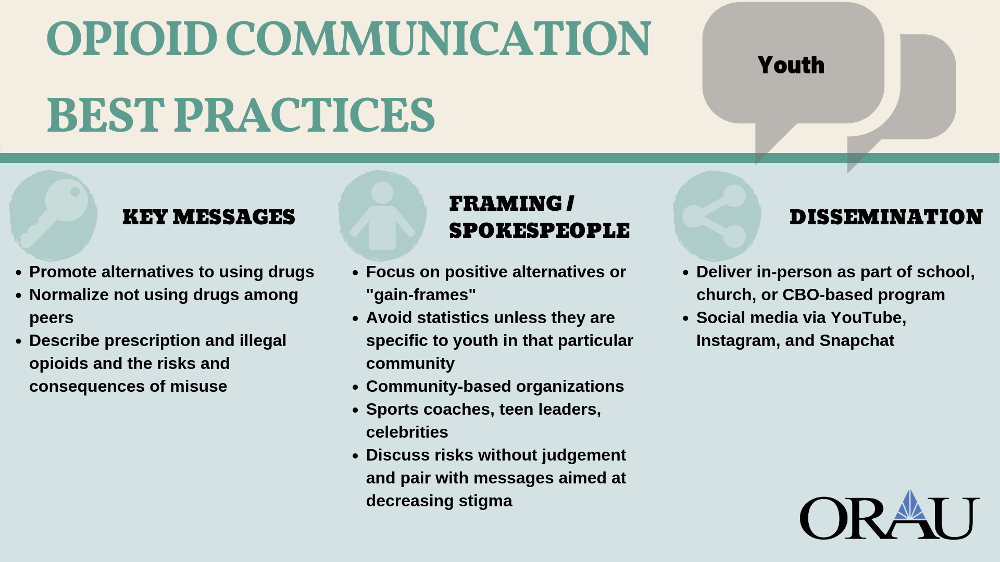 OPIOID COMMUNICATION
BEST PRACTICES
Youth
KEY MESSAGES
• Promote alternatives to using drugs
• Normalize not using drugs among
peers
• Describe prescription and illegal
opioids and the risks and
consequences of misuse
FRAMING /
SPOKESPEOPLE
• Focus on positive alternatives or
"gain-frames"
• Avoid statistics unless they are
specific to youth in that particular
community
• Community-based organizations
• Sports coaches, teen leaders,
celebrities
• Discuss risks without judgement
and pair with messages aimed at
decreasing stigma
DISSEMINATION
• Deliver in-person as part of school,
church, or CBO-based program
• Social media via YouTube,
Instagram, and Snapchat
ORAU